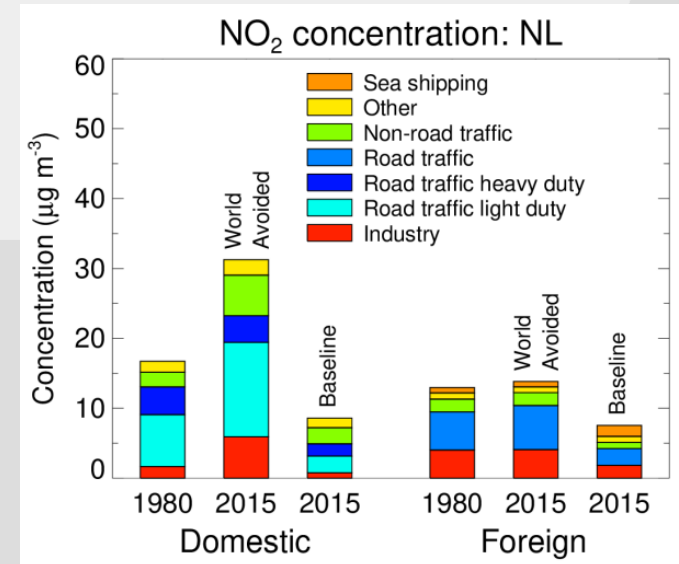 NO₂ concentration: NL
Concentration (μg m⁻³)
60
50
40
30
20
10
0
Sea shipping
Other
Non-road traffic
Road traffic
Road traffic heavy duty
Road traffic light duty
Industry
World
Avoided
Baseline
World
Avoided
Baseline
1980 2015 2015 1980 2015 2015
Domestic Foreign